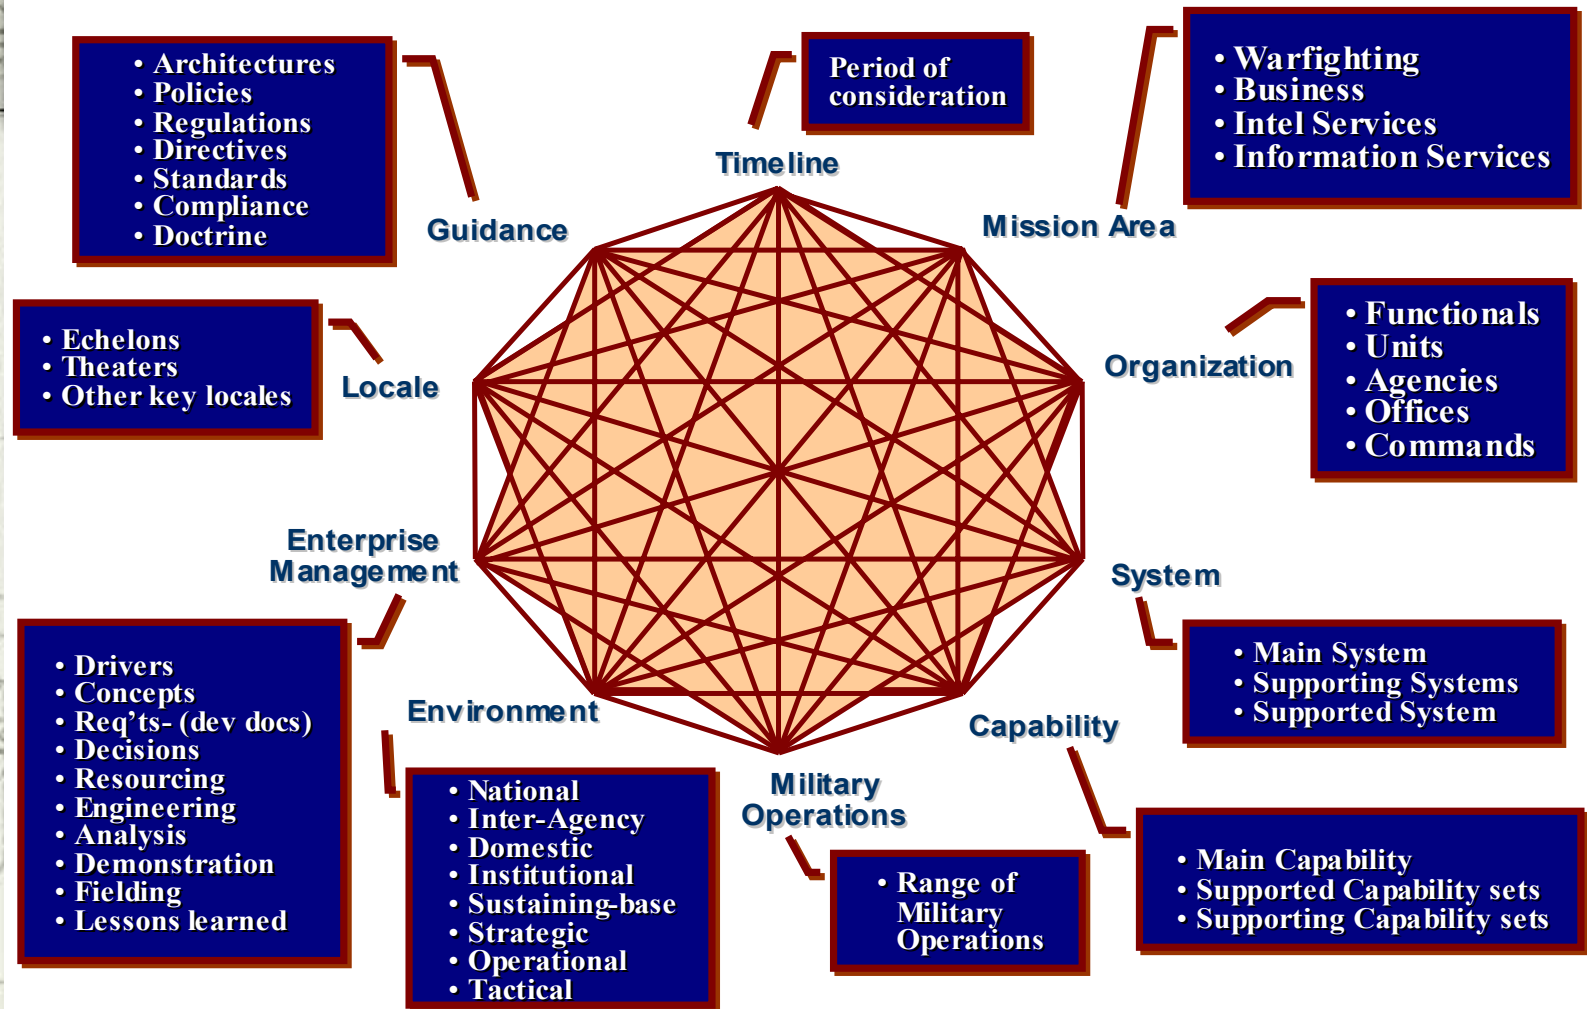 • Architectures
• Policies
• Regulations
• Directives
• Standards
• Compliance
• Doctrine
Period of
consideration
• Warfighting
• Business
• Intel Services
• Information Services
Timeline
Guidance
Mission Area
• Echelons
• Theaters
• Other key locales
Locale
Organization
• Functionals
• Units
• Agencies
• Offices
• Commands
Enterprise
Management
System
• Drivers
• Concepts
• Req’ts- (dev docs)
• Decisions
• Resourcing
• Engineering
• Analysis
• Demonstration
• Fielding
• Lessons learned
Environment
• National
• Inter-Agency
• Domestic
• Institutional
• Sustaining-base
• Strategic
• Operational
• Tactical
Military
Operations
• Range of
Military
Operations
Capability
• Main System
• Supporting Systems
• Supported System
• Main Capability
• Supported Capability sets
• Supporting Capability sets